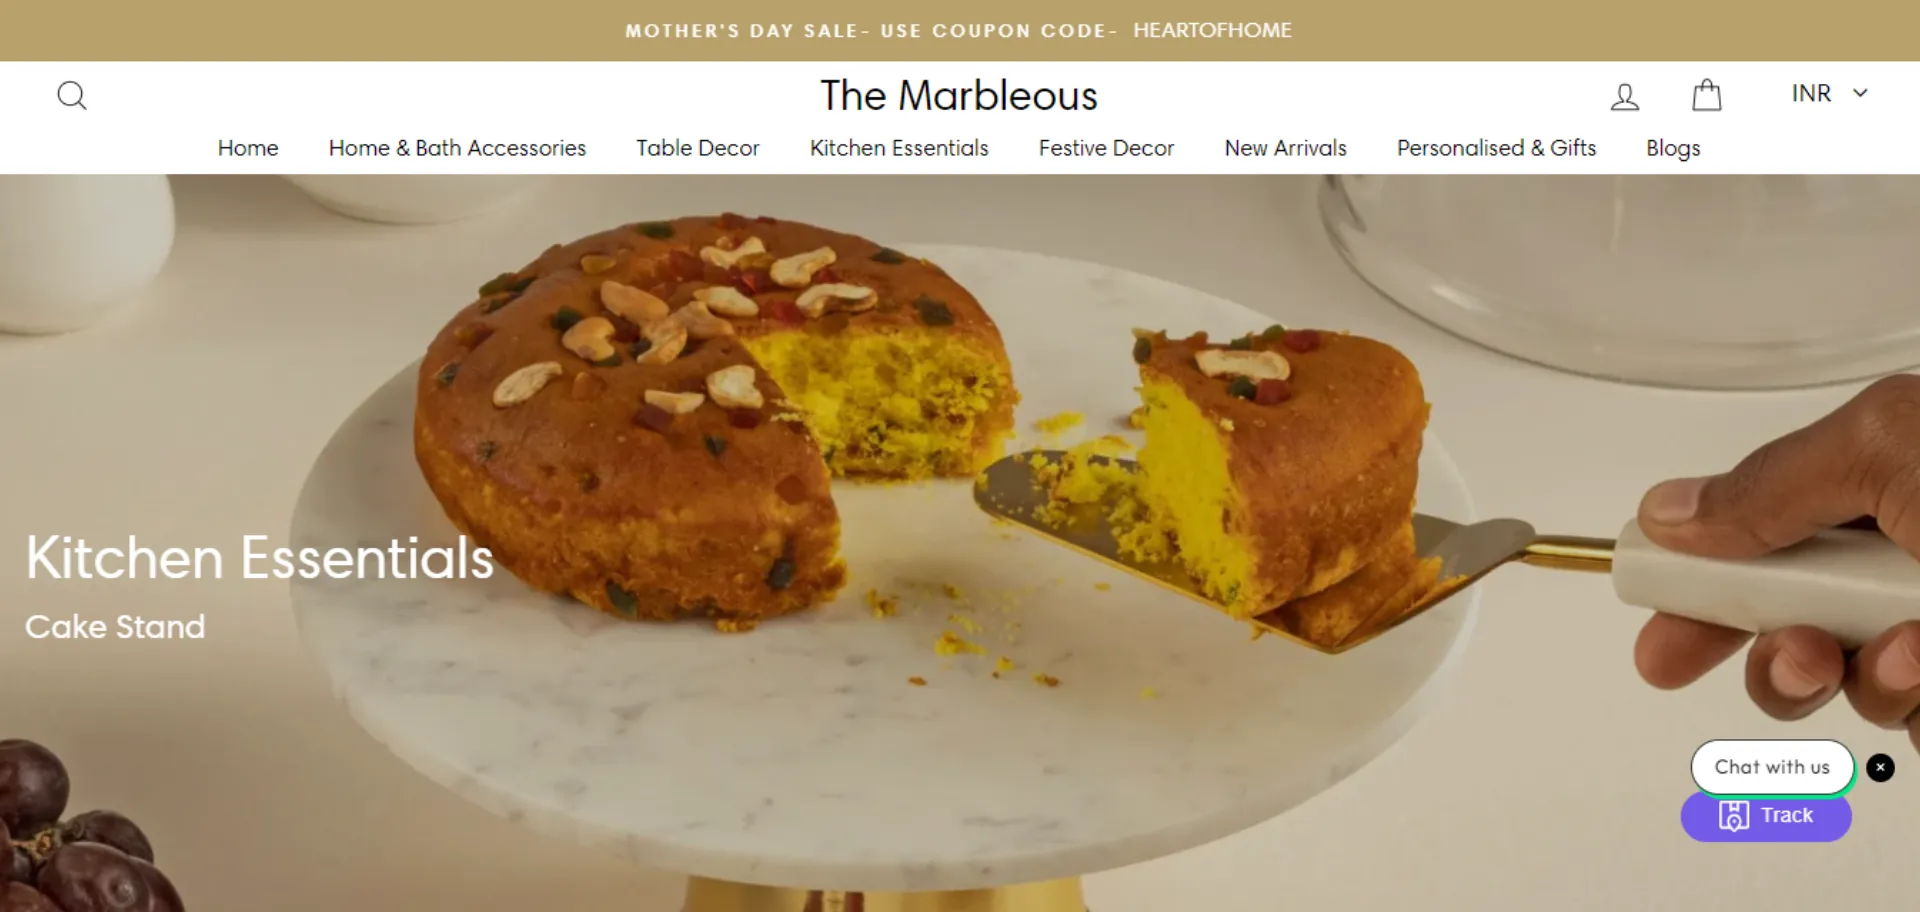 MOTHER'S DAY SALE- USE COUPON CODE- HEARTOFHOME
The Marbleous
INR
Home Home & Bath Accessories Table Decor Kitchen Essentials Festive Decor New Arrivals Personalised & Gifts Blogs
Kitchen Essentials
Cake Stand
Chat with us
Track